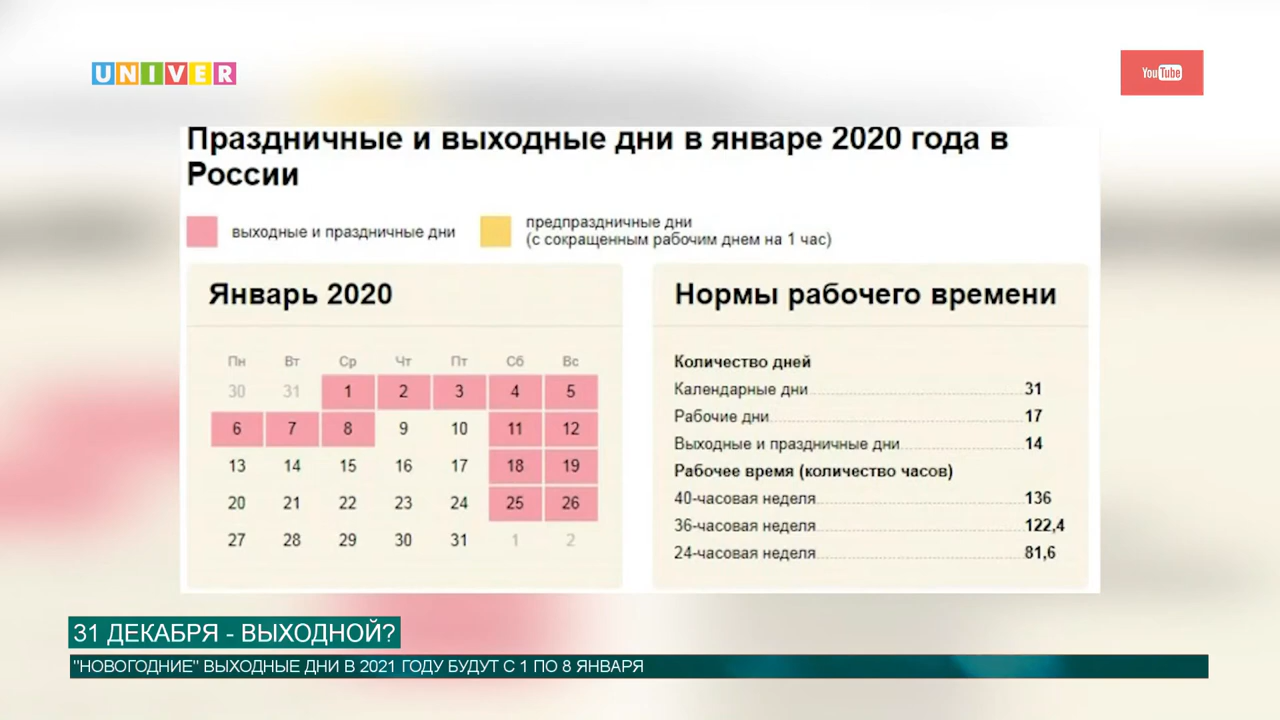 UNIVER
YouTube
Праздничные и выходные дни в январе 2020 года в
России
выходные и праздничные дни
предпраздничные дни
(с сокращенным рабочим днем на 1 час)
Январь 2020
Пн Вт Ср Чт Пт Сб Вс
30 31 1 2 3 4 5
6 7 8 9 10 11 12
13 14 15 16 17 18 19
20 21 22 23 24 25 26
27 28 29 30 31 1 2
Нормы рабочего времени
Количество дней
Календарные дни 31
Рабочие дни 17
Выходные и праздничные дни 14
Рабочее время (количество часов)
40-часовая неделя 136
36-часовая неделя 122,4
24-часовая неделя 81,6
31 ДЕКАБРЯ - ВЫХОДНОЙ?
"НОВОГОДНИЕ" ВЫХОДНЫЕ ДНИ В 2021 ГОДУ БУДУТ С 1 ПО 8 ЯНВАРЯ